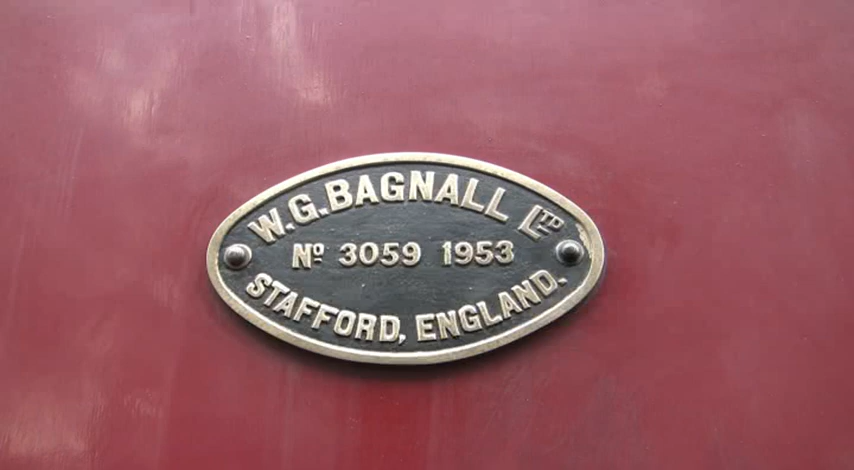 W.G.BAGNALL LTD
Nº 3059 1953
STAFFORD, ENGLAND.